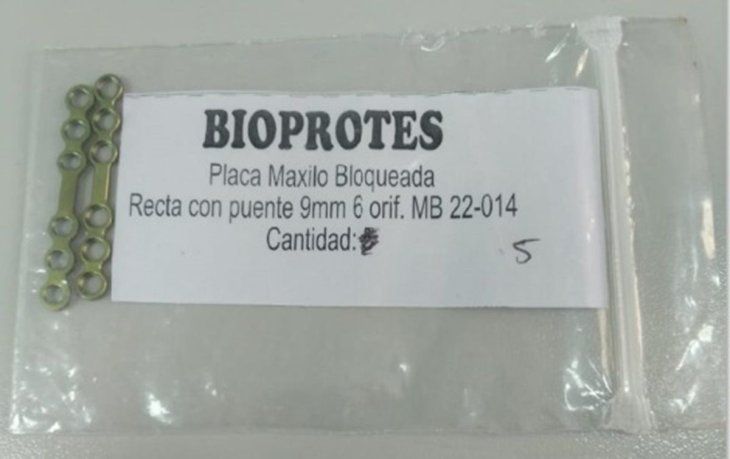 BIOPROTES
Placa Maxilo Bloqueada
Recta con puente 9mm 6 orif. MB 22-014
Cantidad: 5